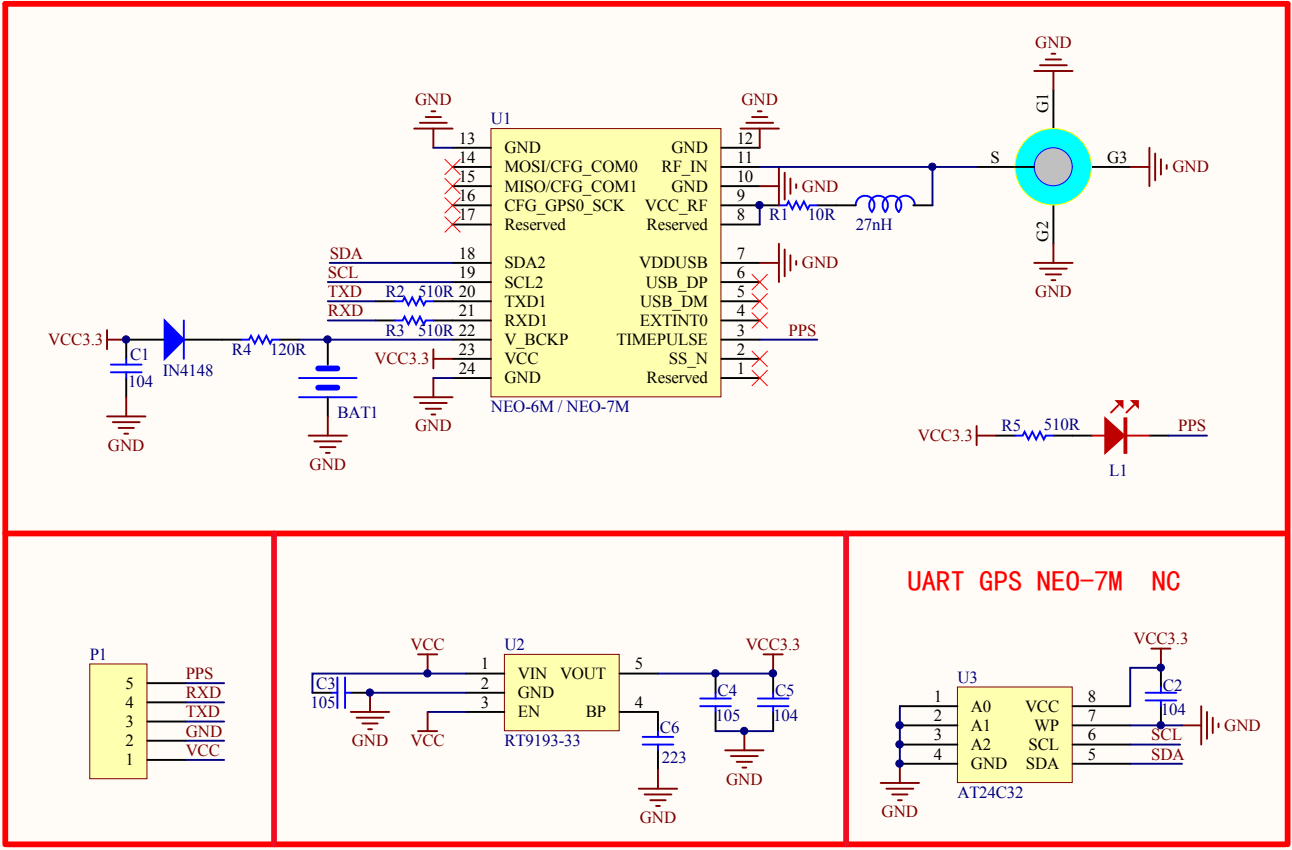 GND
G1
S
G3
GND
G2
GND
GND
GND
U1
13
GND
GND
12
14
MOSI/CFG_COM0
RF_IN
11
15
MISO/CFG_COM1
GND
10
GND
16
CFG_GPS0_SCK
VCC_RF
9
17
Reserved
Reserved
8
R1
10R
27nH
SDA
18
SDA2
VDDUSB
7
GND
SCL
19
SCL2
USB_DP
6
TXD
R2
510R
20
TXD1
USB_DM
5
RXD
R3
510R
21
RXD1
EXTINT0
4
VCC3.3
C1
104
IN4148
R4
120R
22
V_BCKP
TIMEPULSE
3
PPS
VCC3.3
23
VCC
SS_N
2
24
GND
Reserved
1
GND
NEO-6M / NEO-7M
GND
BAT1
GND
VCC3.3
R5
510R
PPS
L1
P1
5
PPS
4
RXD
3
TXD
2
GND
1
VCC
VCC
U2
VCC3.3
1
VIN
VOUT
5
2
GND
3
EN
BP
4
RT9193-33
C3
105
GND
VCC
C6
223
GND
C4
105
C5
104
GND
UART GPS NEO-7M NC
VCC3.3
U3
1
A0
VCC
8
2
A1
WP
7
3
A2
SCL
6
SCL
4
GND
SDA
5
SDA
AT24C32
C2
104
GND
GND